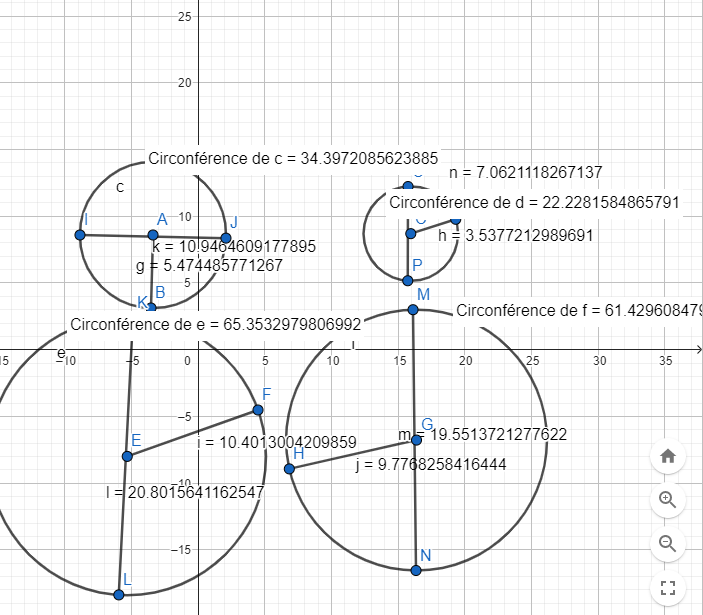 25
20
Circonférence de c = 34.3972085623885
n = 7.0621118267137
c
Circonférence de d = 22.2281584865791
I
A
J
10
k = 10.9464609177895
h = 3.5377212989691
g = 5.474485771267
P
5
K
B
M
Circonférence de e = 65.3532979806992
Circonférence de f = 61.429608479
e
−5
0
5
10
15
20
25
30
35
F
−5
E
G
i = 10.4013004209859
m = 19.5513721277622
H
j = 9.7768258416444
l = 20.8015641162547
−15
N
L